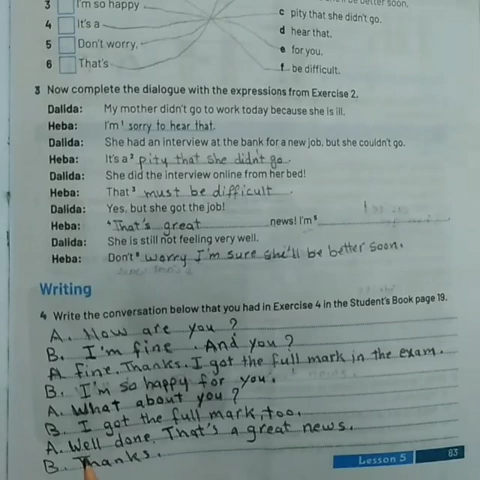 3 I'm so happy
4 It's a
5 Don't worry,
6 That's
better soon.
c pity that she didn't go.
d hear that.
e for you.
f be difficult.
3 Now complete the dialogue with the expressions from Exercise 2.
Dalida: My mother didn't go to work today because she is ill.
Heba: I'm ¹ sorry to hear that.
Dalida: She had an interview at the bank for a new job, but she couldn't go.
Heba: It's a ² pity that she didn't go.
Dalida: She did the interview online from her bed!
Heba: That ³ must be difficult
Dalida: Yes, but she got the job!
Heba: ⁴ That's great news! I'm ⁵
Dalida: She is still not feeling very well.
Heba: Don't ⁶ worry I'm sure she'll be better soon.
Writing
4 Write the conversation below that you had in Exercise 4 in the Student's Book page 19.
A. How are you?
B. I'm fine. And you?
A. Fine. Thanks. I got the full mark in the exam.
B. I'm so happy for you.
A. What about you?
B. I got the full mark, too.
A. Well done. That's a great news.
B. Thanks.
Lesson 5 83